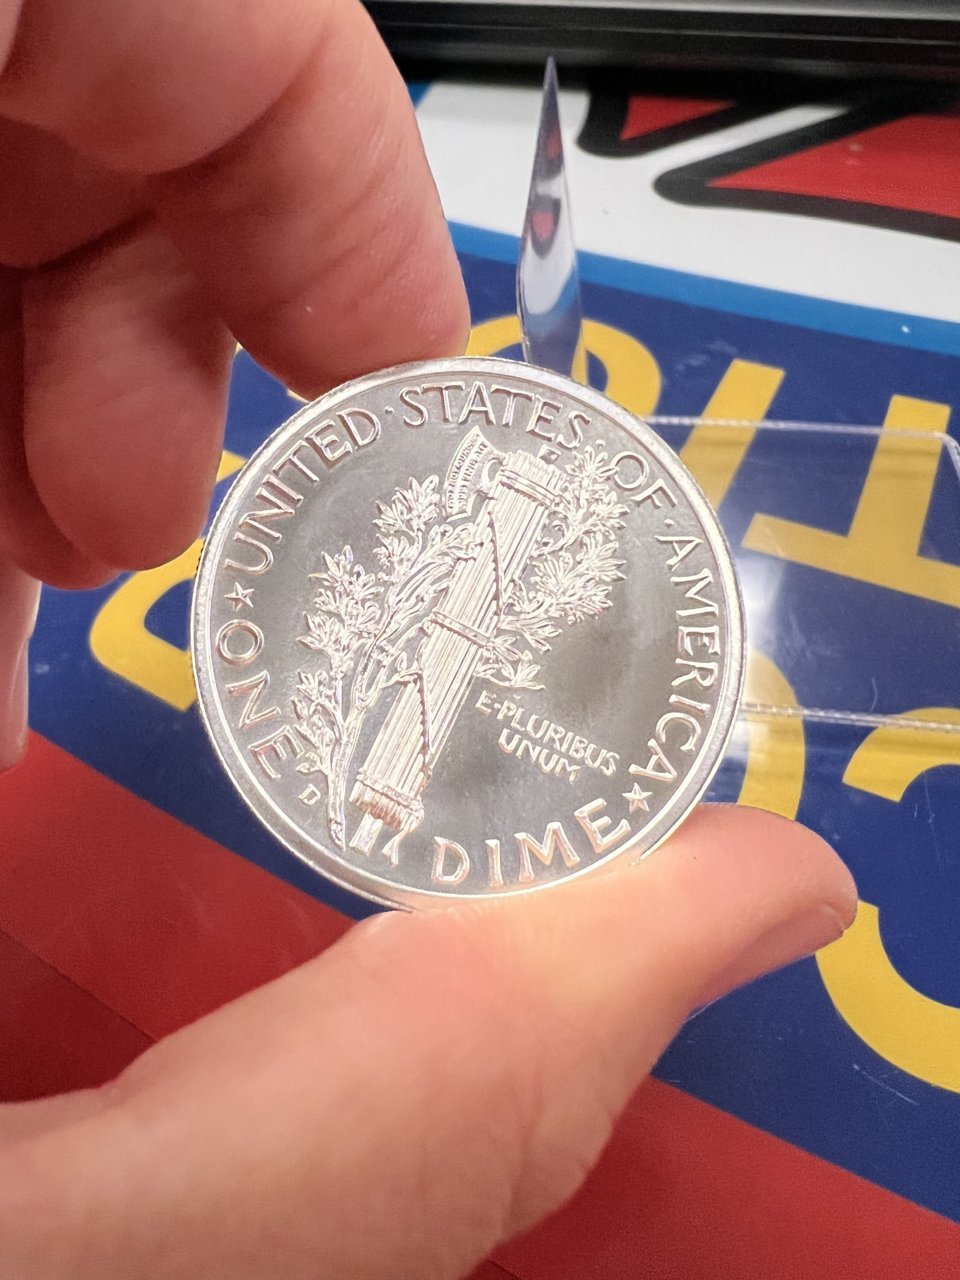 UNITED·STATES·OF·AMERICA
E·PLURIBUS
UNUM
D
ONE DIME